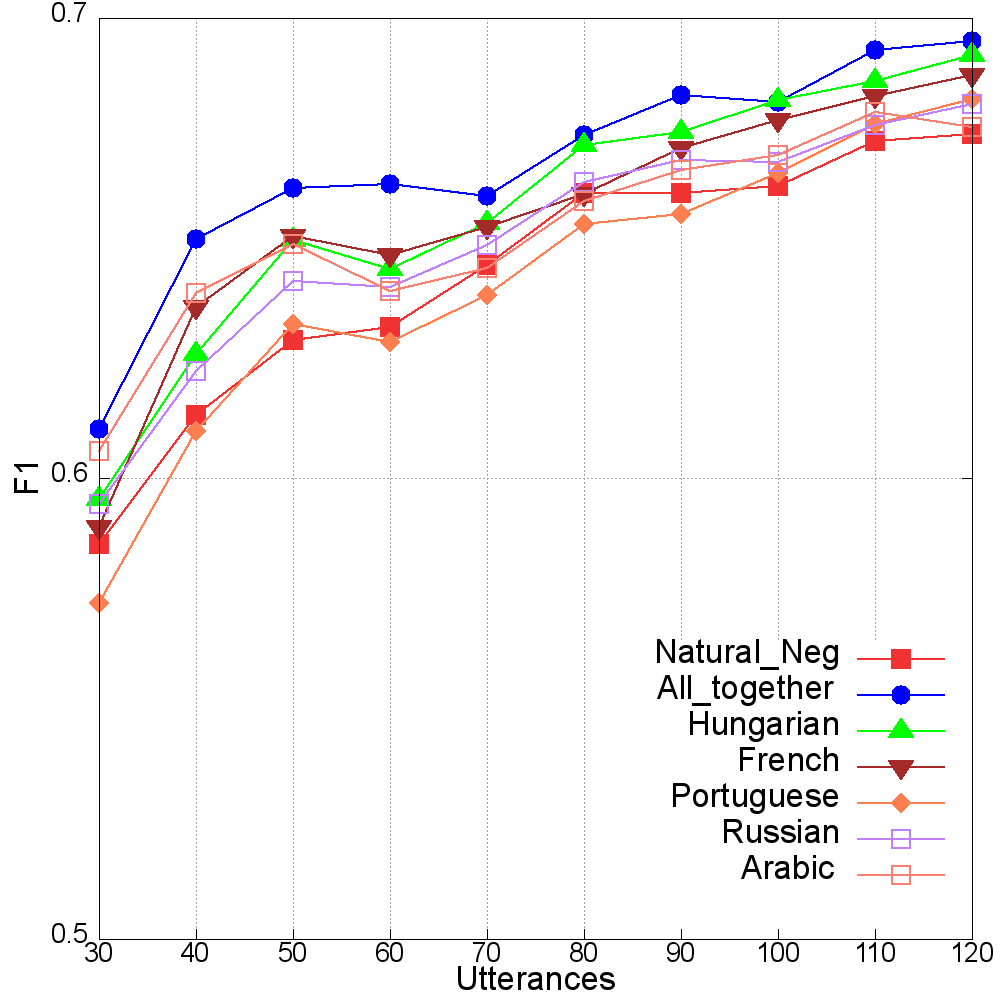 0.7
0.6
0.5
F1
Natural_Neg
All_together
Hungarian
French
Portuguese
Russian
Arabic
30 40 50 60 70 80 90 100 110 120
Utterances